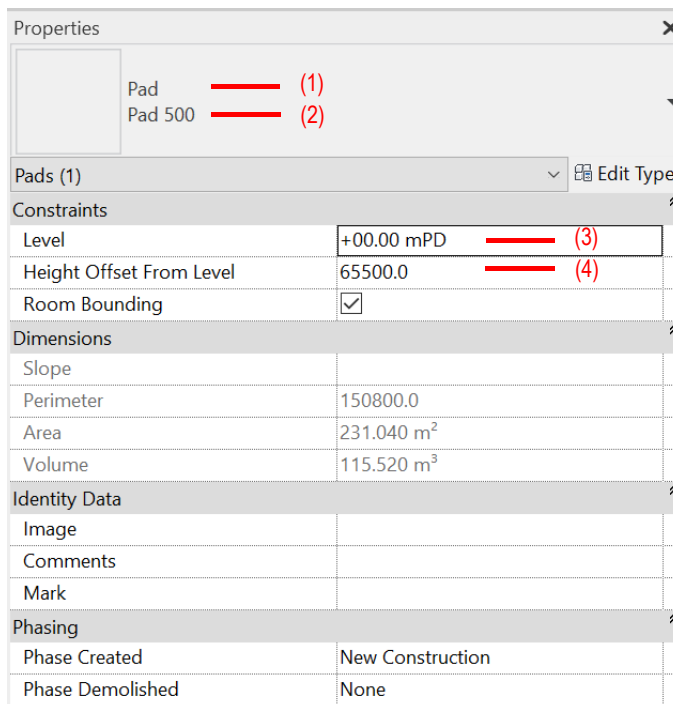 Properties
Pad (1)
Pad 500 (2)
Pads (1) Edit Type
Constraints
Level +00.00 mPD (3)
Height Offset From Level 65500.0 (4)
Room Bounding
Dimensions
Slope
Perimeter 150800.0
Area 231.040 m²
Volume 115.520 m³
Identity Data
Image
Comments
Mark
Phasing
Phase Created New Construction
Phase Demolished None